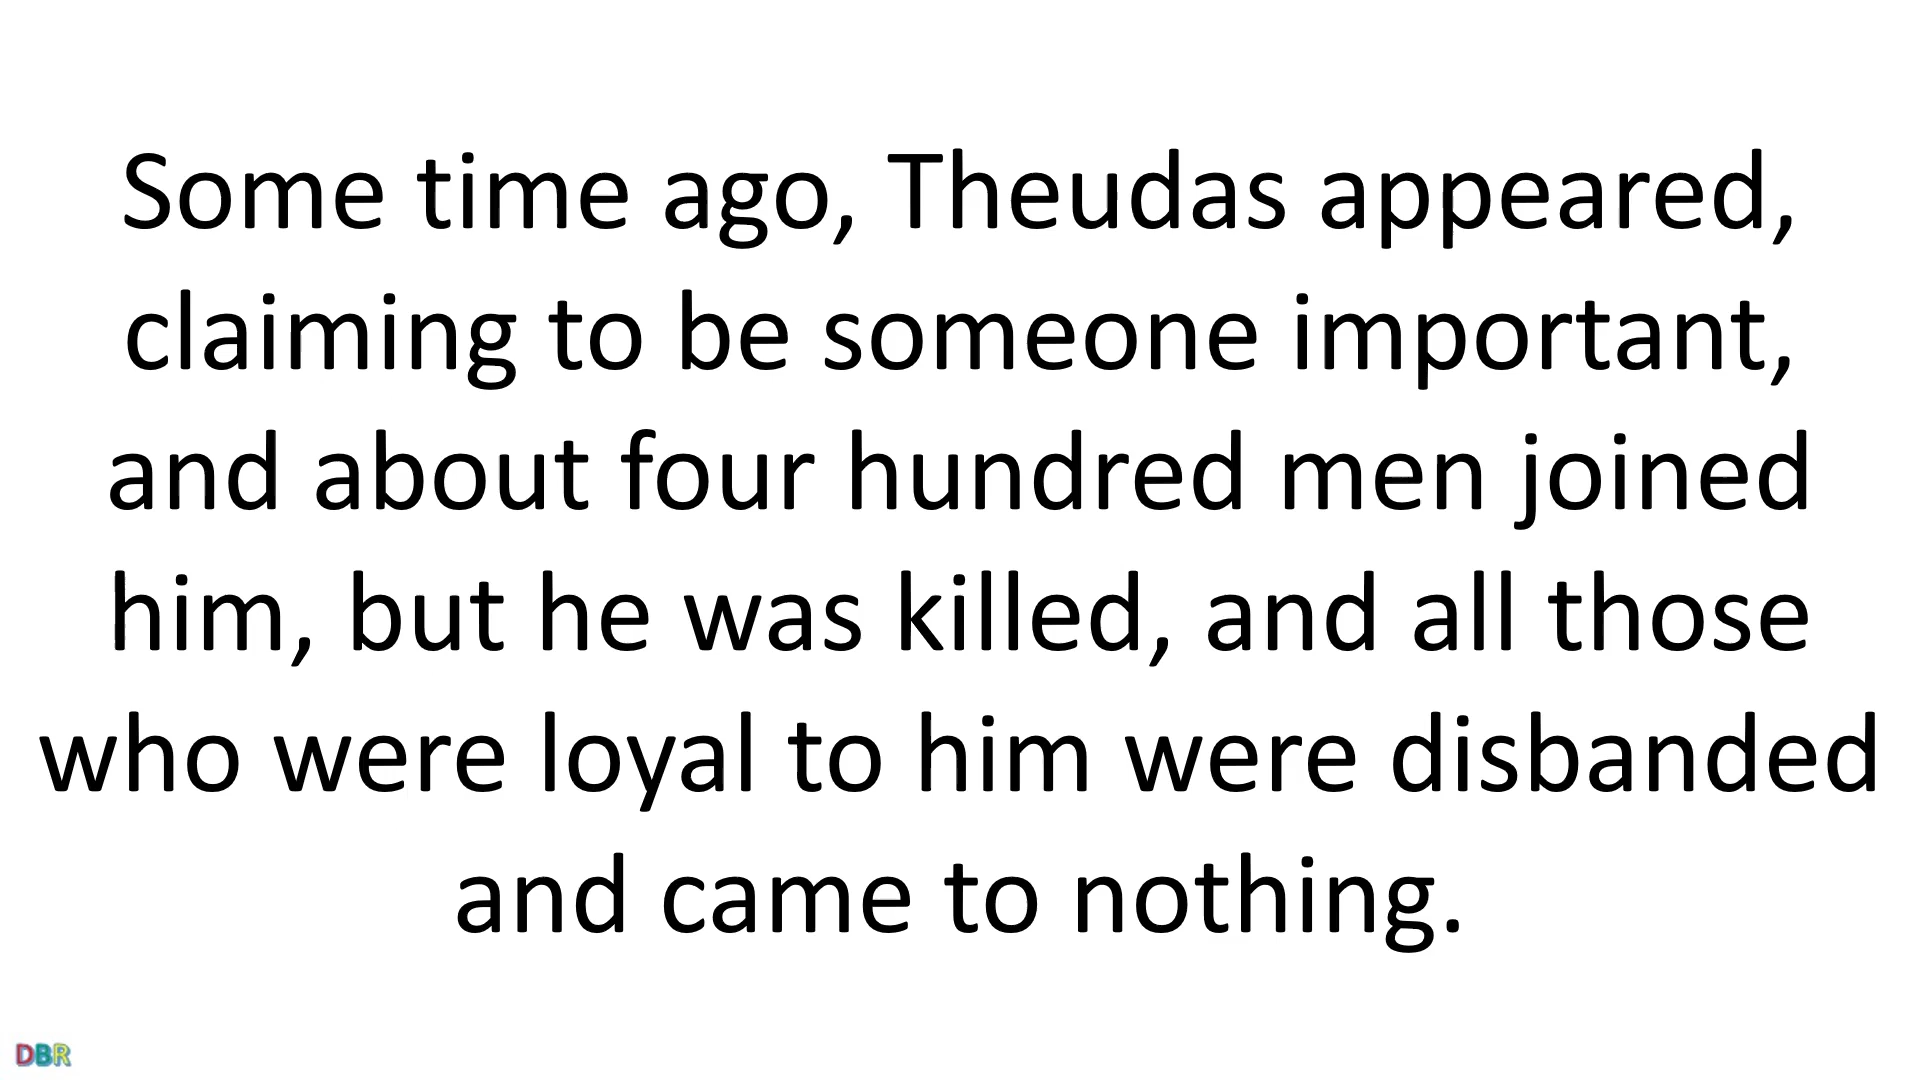 Some time ago, Theudas appeared,
claiming to be someone important,
and about four hundred men joined
him, but he was killed, and all those
who were loyal to him were disbanded
and came to nothing.
DBR